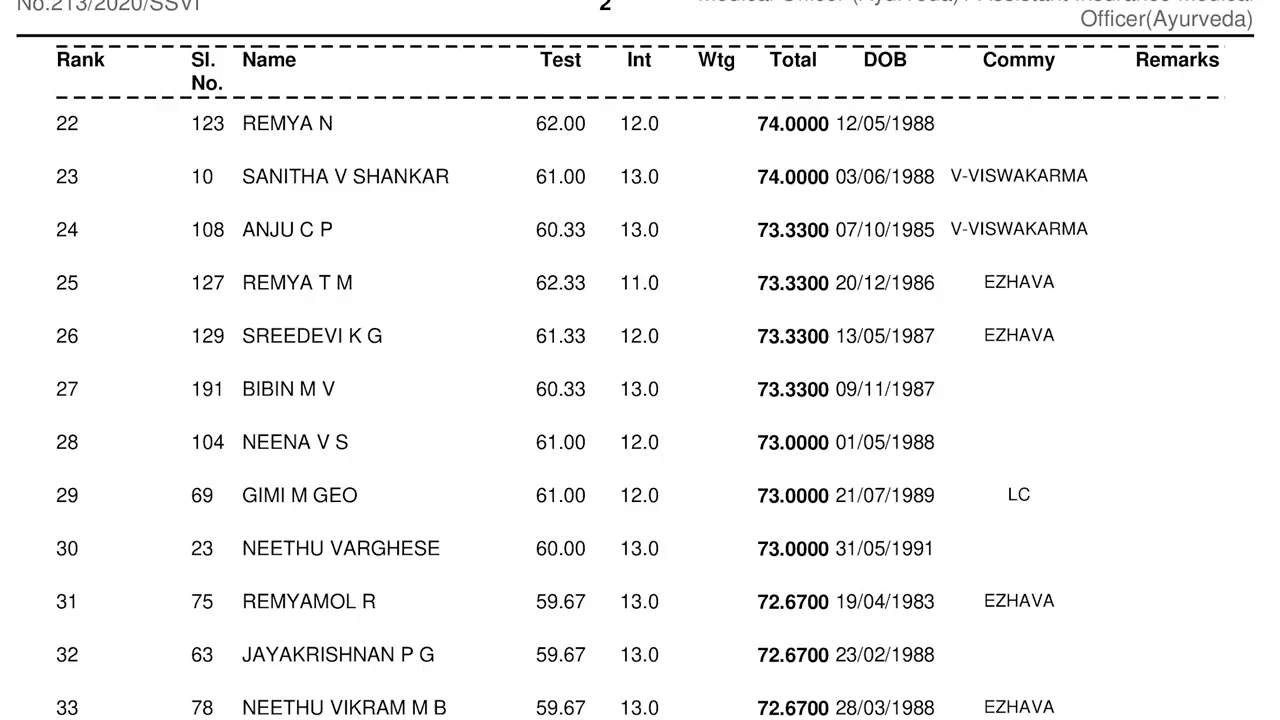 No.213/2020/SSVI 2 Medical Officer (Ayurveda) / Assistant Insurance Medical
Officer(Ayurveda)
Rank Sl. Name Test Int Wtg Total DOB Commy Remarks
No.
22 123 REMYA N 62.00 12.0 74.0000 12/05/1988
23 10 SANITHA V SHANKAR 61.00 13.0 74.0000 03/06/1988 V-VISWAKARMA
24 108 ANJU C P 60.33 13.0 73.3300 07/10/1985 V-VISWAKARMA
25 127 REMYA T M 62.33 11.0 73.3300 20/12/1986 EZHAVA
26 129 SREEDEVI K G 61.33 12.0 73.3300 13/05/1987 EZHAVA
27 191 BIBIN M V 60.33 13.0 73.3300 09/11/1987
28 104 NEENA V S 61.00 12.0 73.0000 01/05/1988
29 69 GIMI M GEO 61.00 12.0 73.0000 21/07/1989 LC
30 23 NEETHU VARGHESE 60.00 13.0 73.0000 31/05/1991
31 75 REMYAMOL R 59.67 13.0 72.6700 19/04/1983 EZHAVA
32 63 JAYAKRISHNAN P G 59.67 13.0 72.6700 23/02/1988
33 78 NEETHU VIKRAM M B 59.67 13.0 72.6700 28/03/1988 EZHAVA